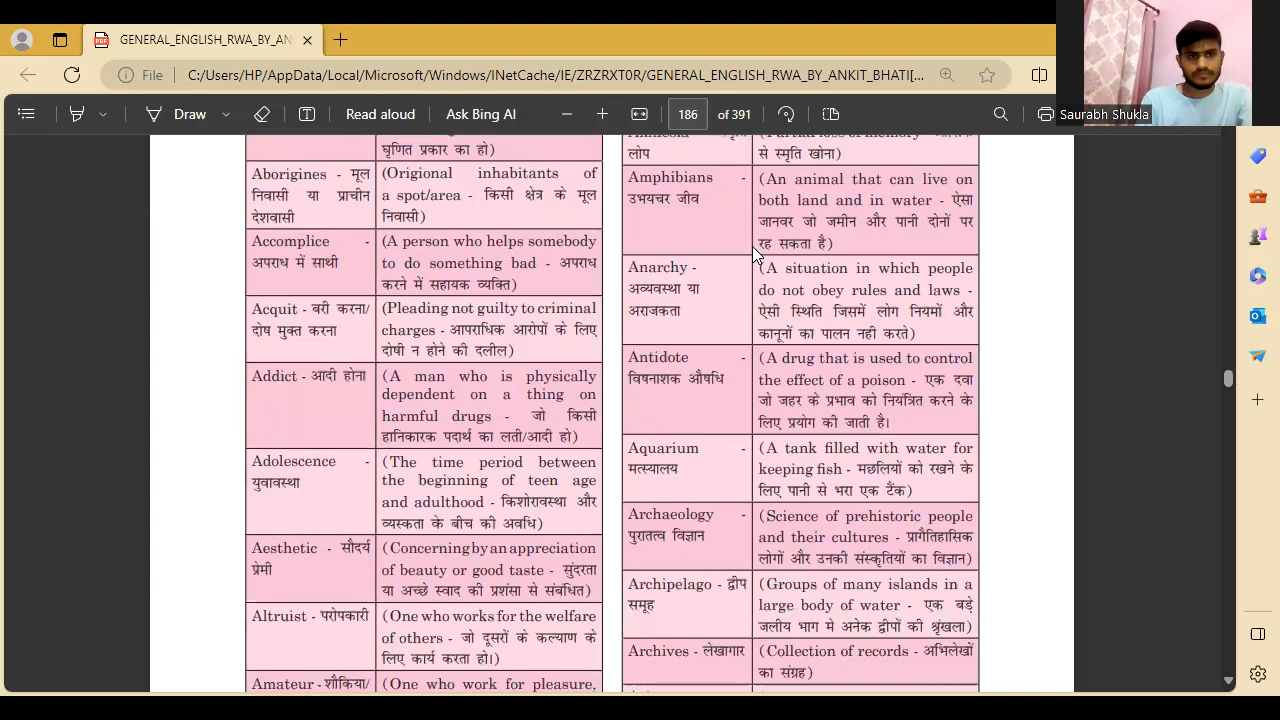 GENERAL_ENGLISH_RWA_BY_AN
File
C:/Users/HP/AppData/Local/Microsoft/Windows/INetCache/IE/ZRZRXT0R/GENERAL_ENGLISH_RWA_BY_ANKIT_BHATI[...
Draw
Read aloud
Ask Bing AI
186 of 391
Saurabh Shukla
घृणित प्रकार का हो)
Aborigines - मूल
निवासी या प्राचीन
देशवासी
(Origional inhabitants of
a spot/area - किसी क्षेत्र के मूल
निवासी)
Accomplice -
अपराध में साथी
(A person who helps somebody
to do something bad - अपराध
करने में सहायक व्यक्ति)
Acquit - बरी करना/
दोष मुक्त करना
(Pleading not guilty to criminal
charges - आपराधिक आरोपों के लिए
दोषी न होने की दलील)
Addict - आदी होना
(A man who is physically
dependent on a thing on
harmful drugs - जो किसी
हानिकारक पदार्थ का लती/आदी हो)
Adolescence -
युवावस्था
(The time period between
the beginning of teen age
and adulthood - किशोरावस्था और
व्यस्कता के बीच की अवधि)
Aesthetic - सौदर्य
प्रेमी
(Concerning by an appreciation
of beauty or good taste - सुंदरता
या अच्छे स्वाद की प्रशंसा से संबंधित)
Altruist - परोपकारी
(One who works for the welfare
of others - जो दूसरों के कल्याण के
लिए कार्य करता हो।)
Amateur - शौकिया/
(One who work for pleasure,
लोप
से स्मृति खोना)
Amphibians -
उभयचर जीव
(An animal that can live on
both land and in water - ऐसा
जानवर जो जमीन और पानी दोनों पर
रह सकता है)
Anarchy -
अव्यवस्था या
अराजकता
(A situation in which people
do not obey rules and laws -
ऐसी स्थिति जिसमें लोग नियमों और
कानूनों का पालन नही करते)
Antidote -
विषनाशक औषधि
(A drug that is used to control
the effect of a poison - एक दवा
जो जहर के प्रभाव को नियंत्रित करने के
लिए प्रयोग की जाती है।
Aquarium -
मत्स्यालय
(A tank filled with water for
keeping fish - मछलियों को रखने के
लिए पानी से भरा एक टैंक)
Archaeology -
पुरातत्व विज्ञान
(Science of prehistoric people
and their cultures - प्रागैतिहासिक
लोगों और उनकी संस्कृतियों का विज्ञान)
Archipelago - द्वीप
समूह
(Groups of many islands in a
large body of water - एक बड़े
जलीय भाग मे अनेक द्वीपों की श्रृंखला)
Archives - लेखागार
(Collection of records - अभिलेखों
का संग्रह)